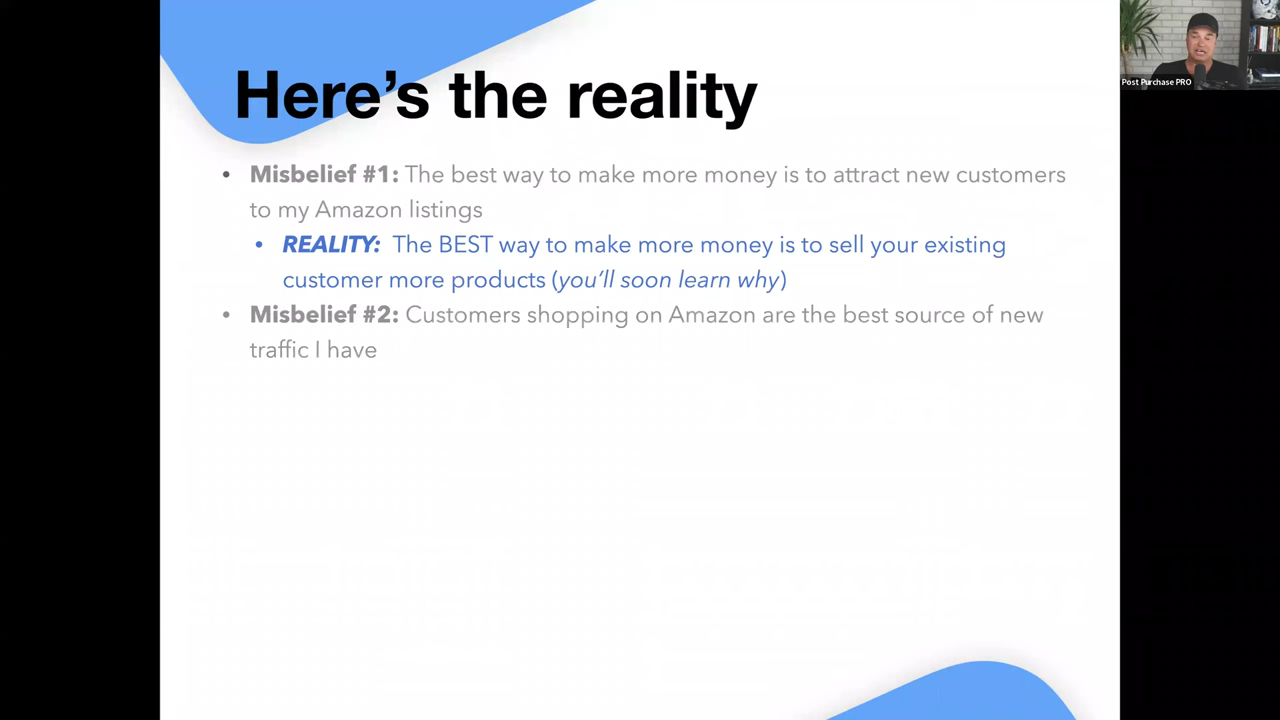 Here’s the reality
• Misbelief #1: The best way to make more money is to attract new customers
to my Amazon listings
• REALITY: The BEST way to make more money is to sell your existing
customer more products (you’ll soon learn why)
• Misbelief #2: Customers shopping on Amazon are the best source of new
traffic I have
Post Purchase PRO